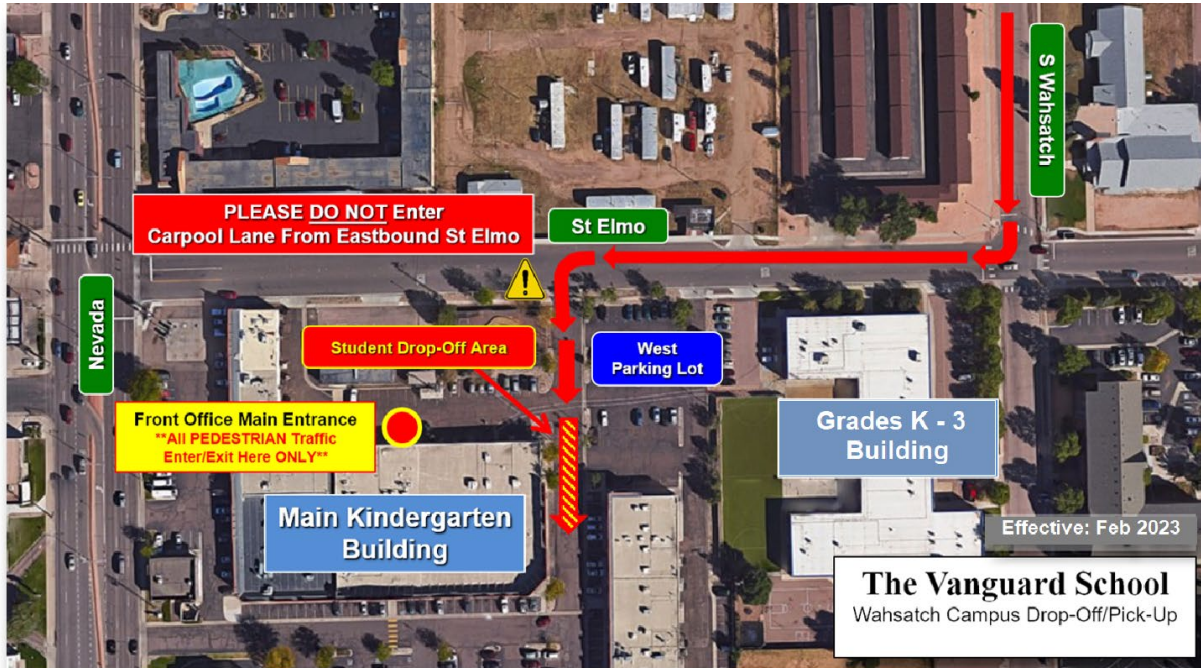 S Wahsatch
PLEASE DO NOT Enter
Carpool Lane From Eastbound St Elmo
St Elmo
!
Nevada
Student Drop-Off Area
West
Parking Lot
Front Office Main Entrance
**All PEDESTRIAN Traffic
Enter/Exit Here ONLY**
Grades K - 3
Building
Main Kindergarten
Building
Effective: Feb 2023
The Vanguard School
Wahsatch Campus Drop-Off/Pick-Up